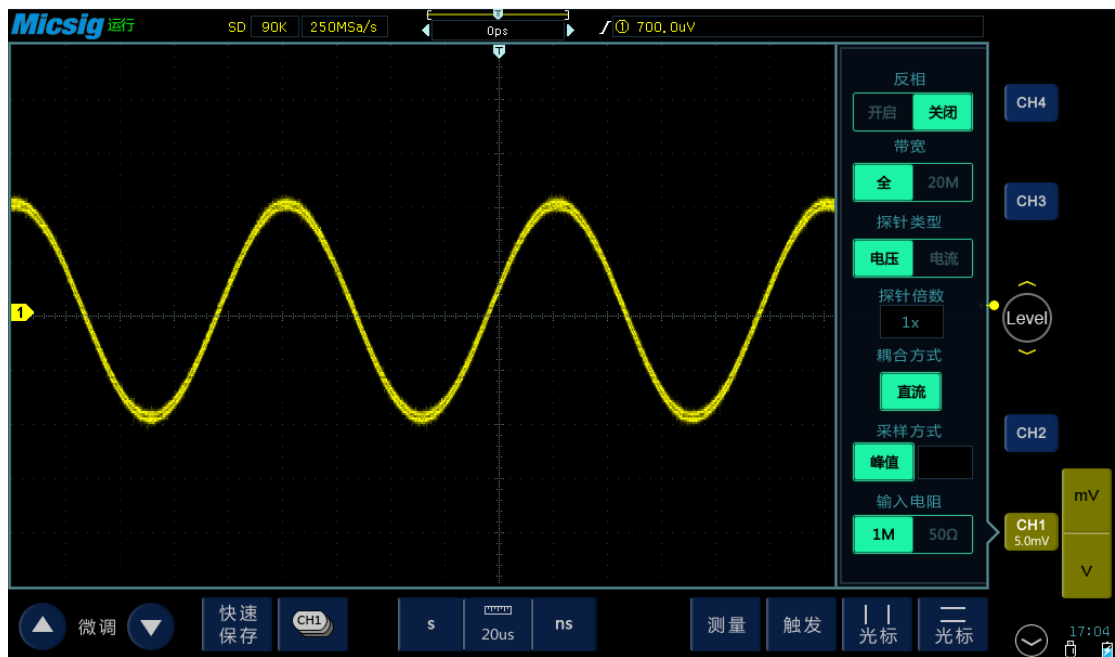 Micsig 运行 SD 90K 250MSa/s T 0ps ① 700.0uV
T
反相
开启 关闭
CH4
带宽
全 20M
CH3
探针类型
电压 电流
探针倍数
1
1x
Level
耦合方式
直流
采样方式
CH2
峰值
输入电阻
mV
1M 50Ω
CH1
5.0mV
V
微调
快速
保存
CH1
s
20us
ns
测量
触发
光标
光标
17:04